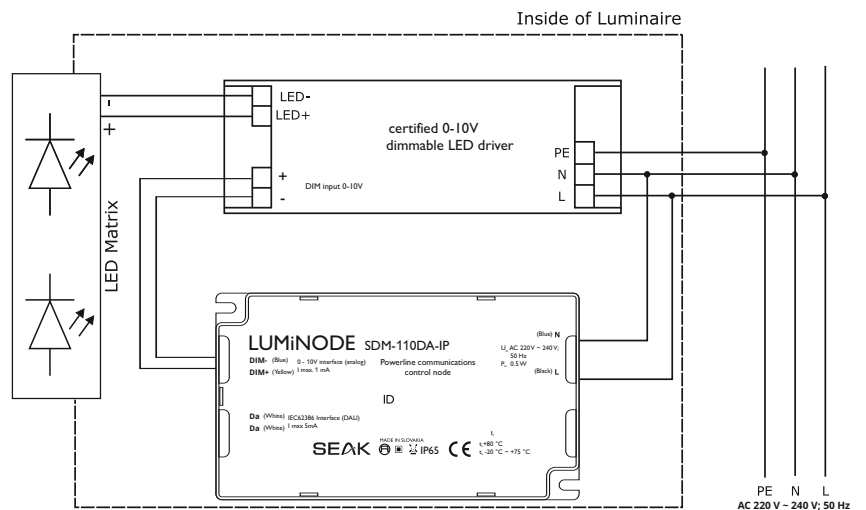 Inside of Luminaire
LED-
LED+
-
+
certified 0-10V
dimmable LED driver
PE
N
L
+
-
DIM input 0-10V
LED Matrix
LUMiNODE SDM-110DA-IP
DIM- (Blue) 0 - 10V interface (analog)
DIM+ (Yellow) I max. 1 mA
Powerline communications
control node
(Blue) N
U AC 220V ~ 240V;
50 Hz
P 0.5 W
(Black) L
ID
Da (White) IEC62386 Interface (DALI)
Da (White) I max 5mA
SEAK
MADE IN SLOVAKIA
IP65
CE
t +80 °C
t -20 °C ~ +75 °C
PE N L
AC 220 V ~ 240 V; 50 Hz